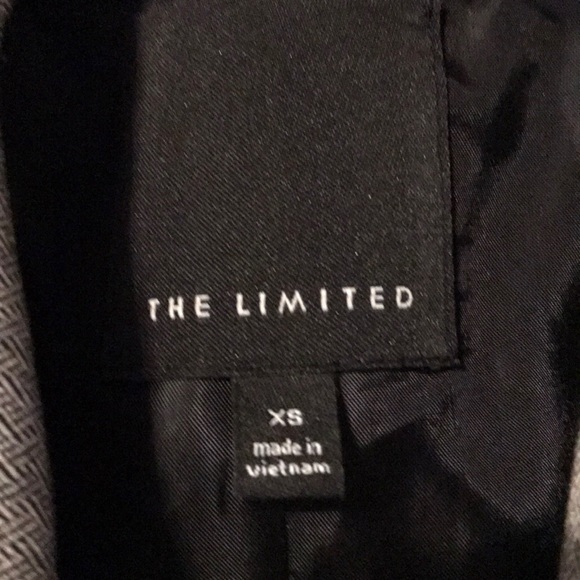 THE LIMITED
XS
made in
vietnam